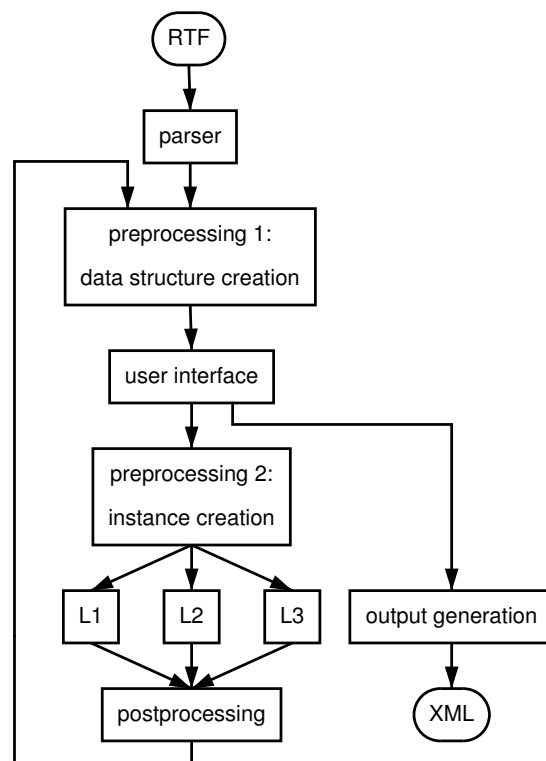 RTF
parser
preprocessing 1:
data structure creation
user interface
preprocessing 2:
instance creation
L1
L2
L3
output generation
postprocessing
XML